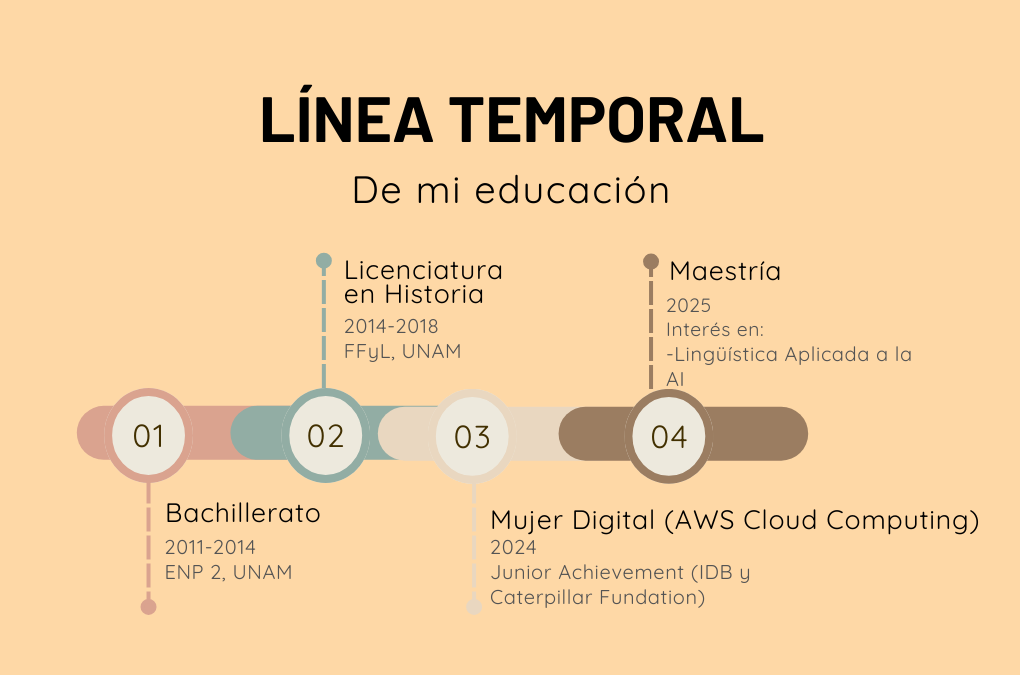 LÍNEA TEMPORAL
De mi educación
Licenciatura
en Historia
2014-2018
FFyL, UNAM
Maestría
2025
Interés en:
-Lingüística Aplicada a la
AI
01
02
03
04
Bachillerato
2011-2014
ENP 2, UNAM
Mujer Digital (AWS Cloud Computing)
2024
Junior Achievement (IDB y
Caterpillar Fundation)